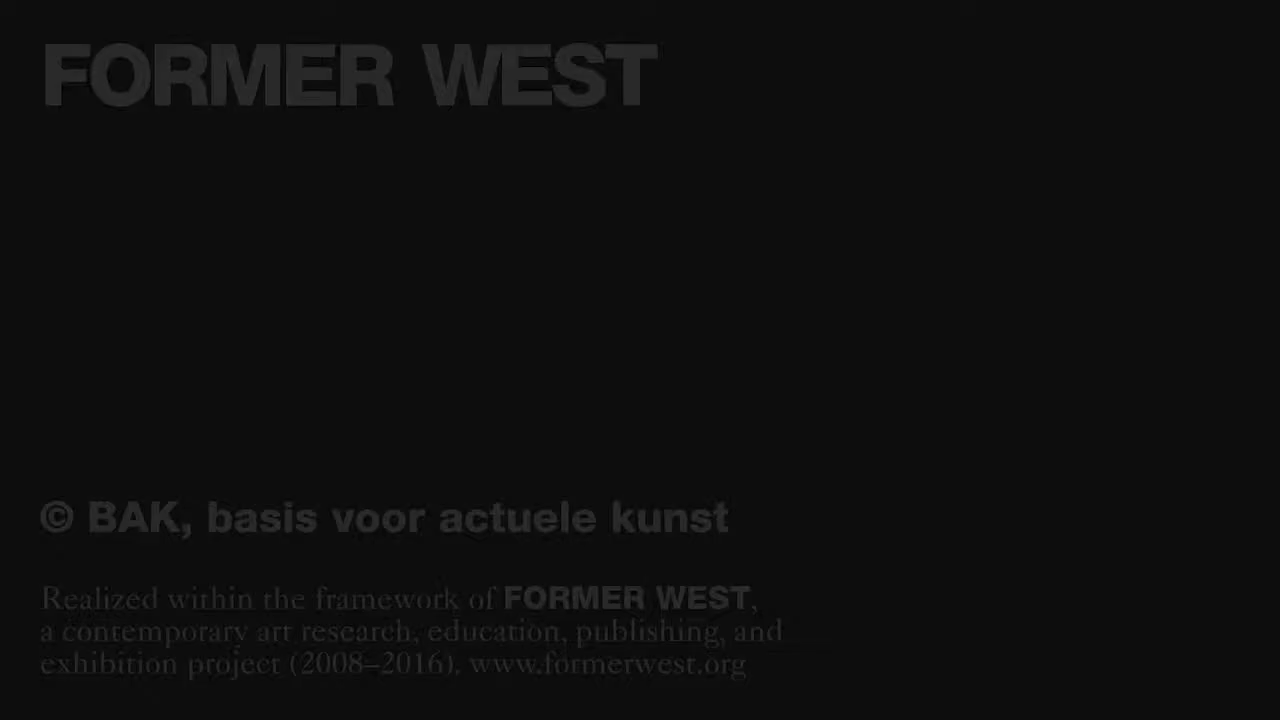 FORMER WEST
© BAK, basis voor actuele kunst
Realized within the framework of FORMER WEST,
a contemporary art research, education, publishing, and
exhibition project (2008–2016), www.formerwest.org